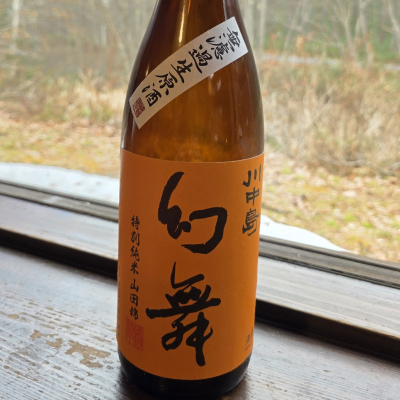 無濾過生原酒
川中島
幻舞
特別純米 山田錦